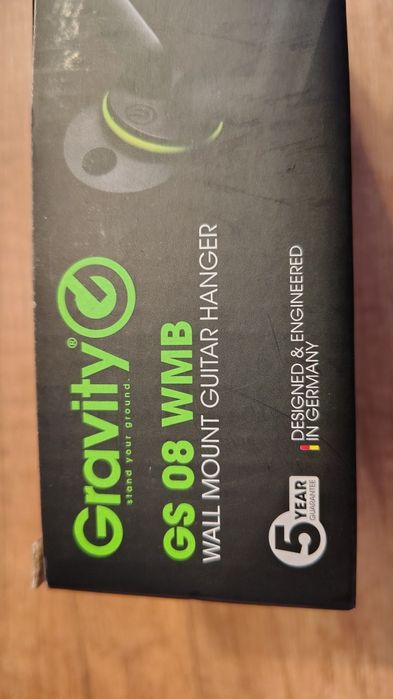 Gravity®
stand your ground.
GS 08 WMB
WALL MOUNT GUITAR HANGER
5 YEAR
GUARANTEE
DESIGNED & ENGINEERED
IN GERMANY